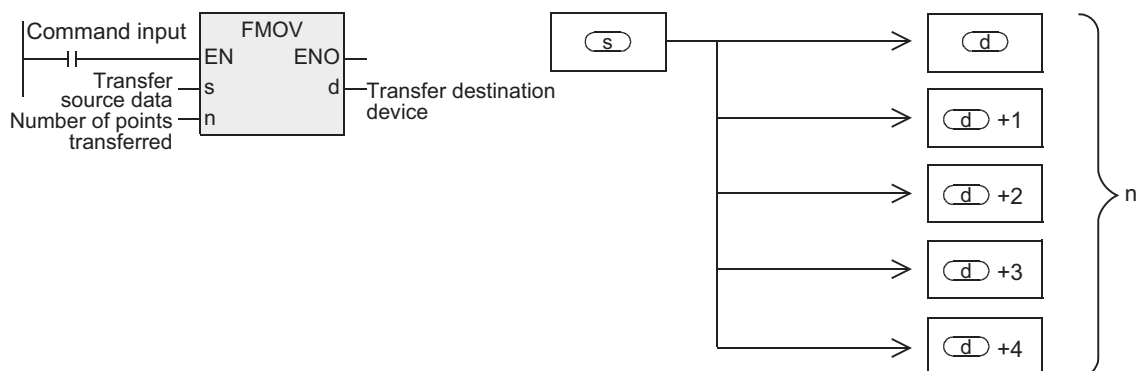 Command input
FMOV
EN ENO
Transfer
source data
s
d
Transfer destination
device
Number of points
transferred
n
s
d
d +1
d +2
d +3
d +4
n